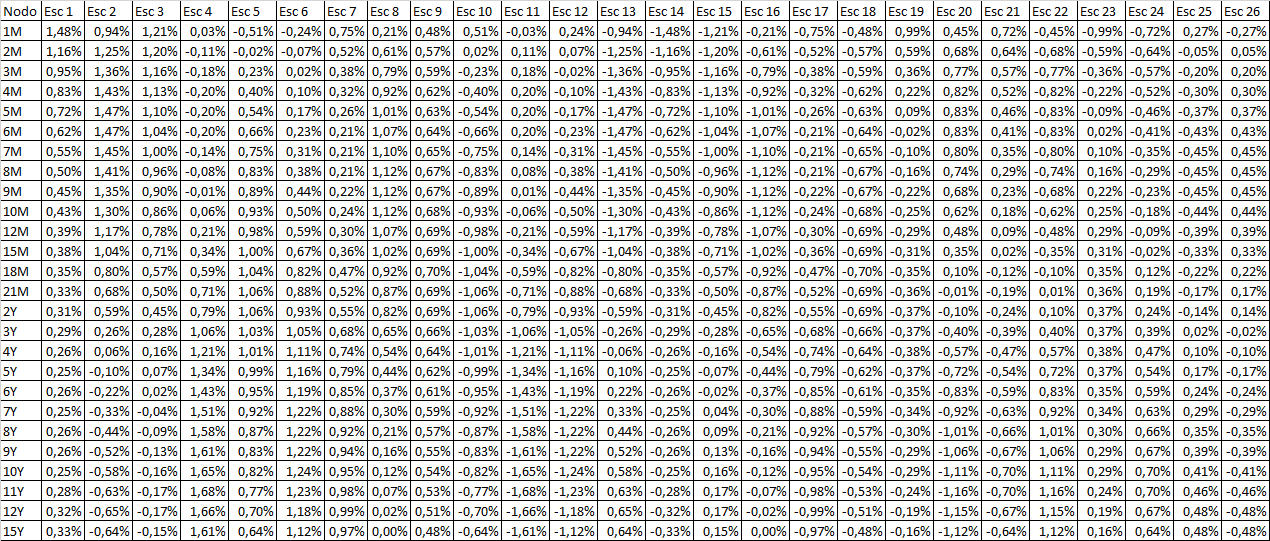 Nodo Esc 1 Esc 2 Esc 3 Esc 4 Esc 5 Esc 6 Esc 7 Esc 8 Esc 9 Esc 10 Esc 11 Esc 12 Esc 13 Esc 14 Esc 15 Esc 16 Esc 17 Esc 18 Esc 19 Esc 20 Esc 21 Esc 22 Esc 23 Esc 24 Esc 25 Esc 26
1M 1,48% 0,94% 1,21% 0,03% -0,51% -0,24% 0,75% 0,21% 0,48% 0,51% -0,03% 0,24% -0,94% -1,48% -1,21% -0,21% -0,75% -0,48% 0,99% 0,45% 0,72% -0,45% -0,99% -0,72% 0,27% -0,27%
2M 1,16% 1,25% 1,20% -0,11% -0,02% -0,07% 0,52% 0,61% 0,57% 0,02% 0,11% 0,07% -1,25% -1,16% -1,20% -0,61% -0,52% -0,57% 0,59% 0,68% 0,64% -0,68% -0,59% -0,64% -0,05% 0,05%
3M 0,95% 1,36% 1,16% -0,18% 0,23% 0,02% 0,38% 0,79% 0,59% -0,23% 0,18% -0,02% -1,36% -0,95% -1,16% -0,79% -0,38% -0,59% 0,36% 0,77% 0,57% -0,77% -0,36% -0,57% -0,20% 0,20%
4M 0,83% 1,43% 1,13% -0,20% 0,40% 0,10% 0,32% 0,92% 0,62% -0,40% 0,20% -0,10% -1,43% -0,83% -1,13% -0,92% -0,32% -0,62% 0,22% 0,82% 0,52% -0,82% -0,22% -0,52% -0,30% 0,30%
5M 0,72% 1,47% 1,10% -0,20% 0,54% 0,17% 0,26% 1,01% 0,63% -0,54% 0,20% -0,17% -1,47% -0,72% -1,10% -1,01% -0,26% -0,63% 0,09% 0,83% 0,46% -0,83% -0,09% -0,46% -0,37% 0,37%
6M 0,62% 1,47% 1,04% -0,20% 0,66% 0,23% 0,21% 1,07% 0,64% -0,66% 0,20% -0,23% -1,47% -0,62% -1,04% -1,07% -0,21% -0,64% -0,02% 0,83% 0,41% -0,83% 0,02% -0,41% -0,43% 0,43%
7M 0,55% 1,45% 1,00% -0,14% 0,75% 0,31% 0,21% 1,10% 0,65% -0,75% 0,14% -0,31% -1,45% -0,55% -1,00% -1,10% -0,21% -0,65% -0,10% 0,80% 0,35% -0,80% 0,10% -0,35% -0,45% 0,45%
8M 0,50% 1,41% 0,96% -0,08% 0,83% 0,38% 0,21% 1,12% 0,67% -0,83% 0,08% -0,38% -1,41% -0,50% -0,96% -1,12% -0,21% -0,67% -0,16% 0,74% 0,29% -0,74% 0,16% -0,29% -0,45% 0,45%
9M 0,45% 1,35% 0,90% -0,01% 0,89% 0,44% 0,22% 1,12% 0,67% -0,89% 0,01% -0,44% -1,35% -0,45% -0,90% -1,12% -0,22% -0,67% -0,22% 0,68% 0,23% -0,68% 0,22% -0,23% -0,45% 0,45%
10M 0,43% 1,30% 0,86% 0,06% 0,93% 0,50% 0,24% 1,12% 0,68% -0,93% -0,06% -0,50% -1,30% -0,43% -0,86% -1,12% -0,24% -0,68% -0,25% 0,62% 0,18% -0,62% 0,25% -0,18% -0,44% 0,44%
12M 0,39% 1,17% 0,78% 0,21% 0,98% 0,59% 0,30% 1,07% 0,69% -0,98% -0,21% -0,59% -1,17% -0,39% -0,78% -1,07% -0,30% -0,69% -0,29% 0,48% 0,09% -0,48% 0,29% -0,09% -0,39% 0,39%
15M 0,38% 1,04% 0,71% 0,34% 1,00% 0,67% 0,36% 1,02% 0,69% -1,00% -0,34% -0,67% -1,04% -0,38% -0,71% -1,02% -0,36% -0,69% -0,31% 0,35% 0,02% -0,35% 0,31% -0,02% -0,33% 0,33%
18M 0,35% 0,80% 0,57% 0,59% 1,04% 0,82% 0,47% 0,92% 0,70% -1,04% -0,59% -0,82% -0,80% -0,35% -0,57% -0,92% -0,47% -0,70% -0,35% 0,10% -0,12% -0,10% 0,35% 0,12% -0,22% 0,22%
21M 0,33% 0,68% 0,50% 0,71% 1,06% 0,88% 0,52% 0,87% 0,69% -1,06% -0,71% -0,88% -0,68% -0,33% -0,50% -0,87% -0,52% -0,69% -0,36% -0,01% -0,19% 0,01% 0,36% 0,19% -0,17% 0,17%
2Y 0,31% 0,59% 0,45% 0,79% 1,06% 0,93% 0,55% 0,82% 0,69% -1,06% -0,79% -0,93% -0,59% -0,31% -0,45% -0,82% -0,55% -0,69% -0,37% -0,10% -0,24% 0,10% 0,37% 0,24% -0,14% 0,14%
3Y 0,29% 0,26% 0,28% 1,06% 1,03% 1,05% 0,68% 0,65% 0,66% -1,03% -1,06% -1,05% -0,26% -0,29% -0,28% -0,65% -0,68% -0,66% -0,37% -0,40% -0,39% 0,40% 0,37% 0,39% 0,02% -0,02%
4Y 0,26% 0,06% 0,16% 1,21% 1,01% 1,11% 0,74% 0,54% 0,64% -1,01% -1,21% -1,11% -0,06% -0,26% -0,16% -0,54% -0,74% -0,64% -0,38% -0,57% -0,47% 0,57% 0,38% 0,47% 0,10% -0,10%
5Y 0,25% -0,10% 0,07% 1,34% 0,99% 1,16% 0,79% 0,44% 0,62% -0,99% -1,34% -1,16% 0,10% -0,25% -0,07% -0,44% -0,79% -0,62% -0,37% -0,72% -0,54% 0,72% 0,37% 0,54% 0,17% -0,17%
6Y 0,26% -0,22% 0,02% 1,43% 0,95% 1,19% 0,85% 0,37% 0,61% -0,95% -1,43% -1,19% 0,22% -0,26% -0,02% -0,37% -0,85% -0,61% -0,35% -0,83% -0,59% 0,83% 0,35% 0,59% 0,24% -0,24%
7Y 0,25% -0,33% -0,04% 1,51% 0,92% 1,22% 0,88% 0,30% 0,59% -0,92% -1,51% -1,22% 0,33% -0,25% 0,04% -0,30% -0,88% -0,59% -0,34% -0,92% -0,63% 0,92% 0,34% 0,63% 0,29% -0,29%
8Y 0,26% -0,44% -0,09% 1,58% 0,87% 1,22% 0,92% 0,21% 0,57% -0,87% -1,58% -1,22% 0,44% -0,26% 0,09% -0,21% -0,92% -0,57% -0,30% -1,01% -0,66% 1,01% 0,30% 0,66% 0,35% -0,35%
9Y 0,26% -0,52% -0,13% 1,61% 0,83% 1,22% 0,94% 0,16% 0,55% -0,83% -1,61% -1,22% 0,52% -0,26% 0,13% -0,16% -0,94% -0,55% -0,29% -1,06% -0,67% 1,06% 0,29% 0,67% 0,39% -0,39%
10Y 0,25% -0,58% -0,16% 1,65% 0,82% 1,24% 0,95% 0,12% 0,54% -0,82% -1,65% -1,24% 0,58% -0,25% 0,16% -0,12% -0,95% -0,54% -0,29% -1,11% -0,70% 1,11% 0,29% 0,70% 0,41% -0,41%
11Y 0,28% -0,63% -0,17% 1,68% 0,77% 1,23% 0,98% 0,07% 0,53% -0,77% -1,68% -1,23% 0,63% -0,28% 0,17% -0,07% -0,98% -0,53% -0,24% -1,16% -0,70% 1,16% 0,24% 0,70% 0,46% -0,46%
12Y 0,32% -0,65% -0,17% 1,66% 0,70% 1,18% 0,99% 0,02% 0,51% -0,70% -1,66% -1,18% 0,65% -0,32% 0,17% -0,02% -0,99% -0,51% -0,19% -1,15% -0,67% 1,15% 0,19% 0,67% 0,48% -0,48%
15Y 0,33% -0,64% -0,15% 1,61% 0,64% 1,12% 0,97% 0,00% 0,48% -0,64% -1,61% -1,12% 0,64% -0,33% 0,15% 0,00% -0,97% -0,48% -0,16% -1,12% -0,64% 1,12% 0,16% 0,64% 0,48% -0,48%